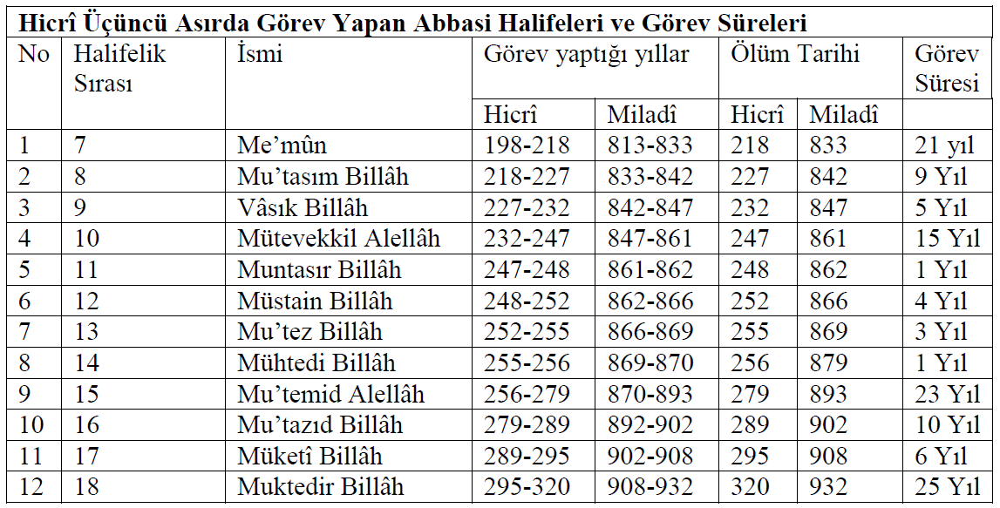 Hicrî Üçüncü Asırda Görev Yapan Abbasi Halifeleri ve Görev Süreleri
No Halifelik Sırası İsmi Görev yaptığı yıllar Ölüm Tarihi Görev Süresi
Hicrî Miladî Hicrî Miladî
1 7 Me’mûn 198-218 813-833 218 833 21 yıl
2 8 Mu’tasım Billâh 218-227 833-842 227 842 9 Yıl
3 9 Vâsık Billâh 227-232 842-847 232 847 5 Yıl
4 10 Mütevekkil Alellâh 232-247 847-861 247 861 15 Yıl
5 11 Muntasır Billâh 247-248 861-862 248 862 1 Yıl
6 12 Müstain Billâh 248-252 862-866 252 866 4 Yıl
7 13 Mu’tez Billâh 252-255 866-869 255 869 3 Yıl
8 14 Mühtedi Billâh 255-256 869-870 256 879 1 Yıl
9 15 Mu’temid Alellâh 256-279 870-893 279 893 23 Yıl
10 16 Mu’tazıd Billâh 279-289 892-902 289 902 10 Yıl
11 17 Müketî Billâh 289-295 902-908 295 908 6 Yıl
12 18 Muktedir Billâh 295-320 908-932 320 932 25 Yıl